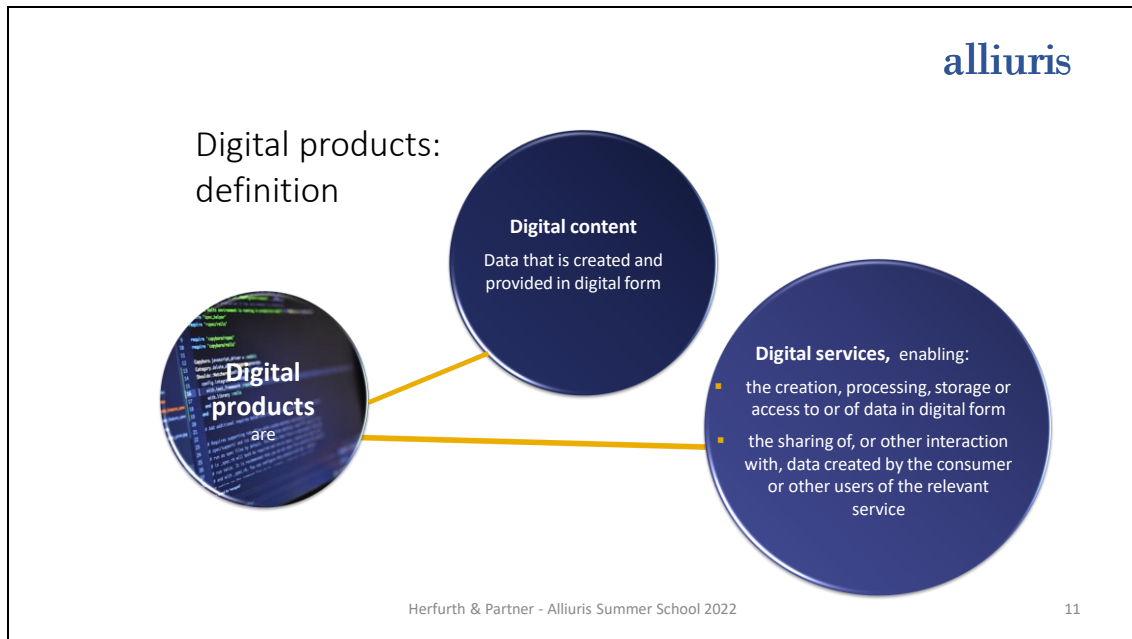 alliuris
Digital products:
definition
Digital content
Data that is created and
provided in digital form
Digital
products
are
Digital services, enabling:
▪ the creation, processing, storage or
access to or of data in digital form
▪ the sharing of, or other interaction
with, data created by the consumer
or other users of the relevant
service
Herfurth & Partner - Alliuris Summer School 2022
11